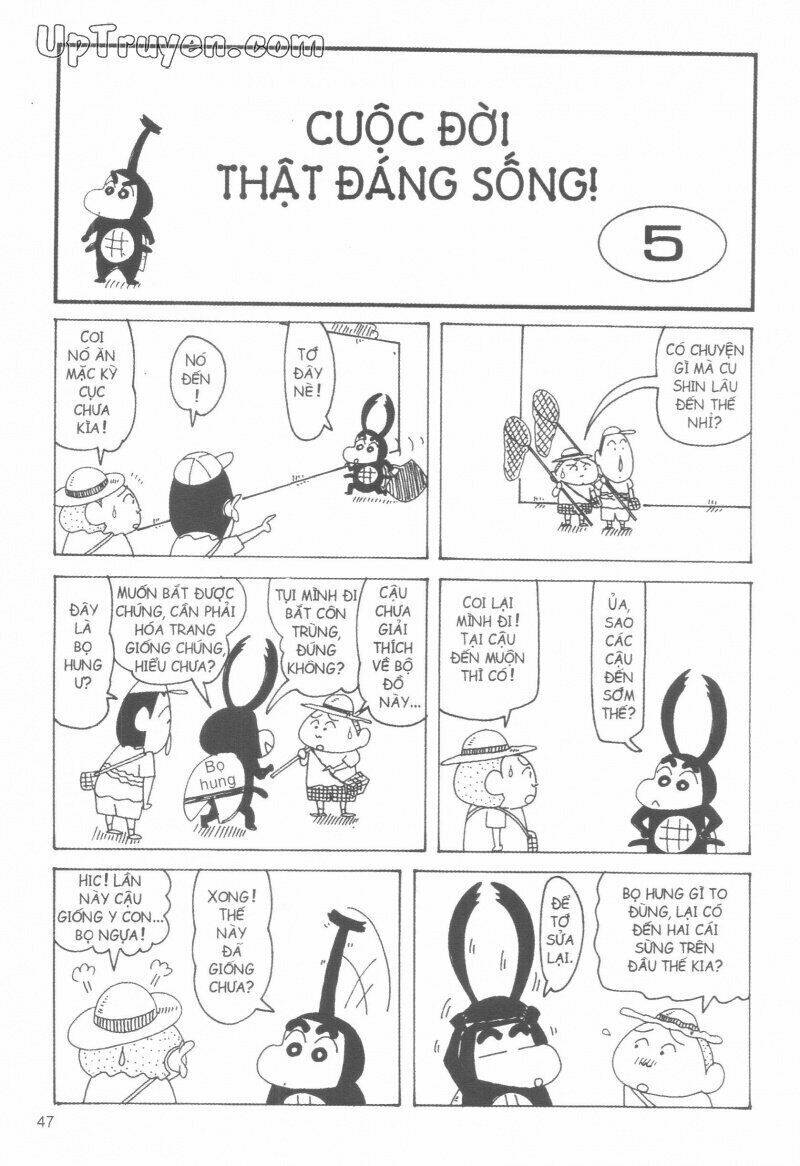 UpTruyen.com
CUỘC ĐỜI
THẬT ĐÁNG SỐNG!
5
CÓ CHUYỆN
GÌ MÀ CU
SHIN LÂU
ĐẾN THẾ
NHỈ?
TỚ
ĐÂY
NÈ!
NÓ
ĐẾN
!
COI
NÓ ĂN
MẶC KỲ
CỤC
CHƯA
KÌA!
ỦA,
SAO
CÁC
CẬU
ĐẾN
SỚM
THẾ?
COI LẠI
MÌNH ĐI!
TẠI CẬU
ĐẾN MUỘN
THÌ CÓ!
CẬU
CHƯA
GIẢI
THÍCH
VỀ BỘ
ĐỒ
NÀY...
TỤI MÌNH ĐI
BẮT CÔN
TRÙNG,
ĐÚNG
KHÔNG?
MUỐN BẮT ĐƯỢC
CHÚNG, CẦN PHẢI
HÓA TRANG
GIỐNG CHÚNG,
HIỂU CHƯA?
Bọ
hung
ĐÂY
LÀ
BỌ
HUNG
Ư?
BỌ HUNG GÌ TO
ĐÙNG, LẠI CÓ
ĐẾN HAI CÁI
SỪNG TRÊN
ĐẦU THẾ KIA?
ĐỂ
TỚ
SỬA
LẠI.
XONG!
THẾ
NÀY
ĐÃ
GIỐNG
CHƯA?
HIC! LẦN
NÀY CẬU
GIỐNG Y CON...
BỌ NGỰA!
47